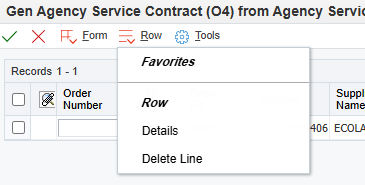 Gen Agency Service Contract (O4) from Agency Servic
Form Row Tools
Records 1 - 1
Favorites
Row
Details
Delete Line
Order
Number
Suppl
Name
406 ECOLA